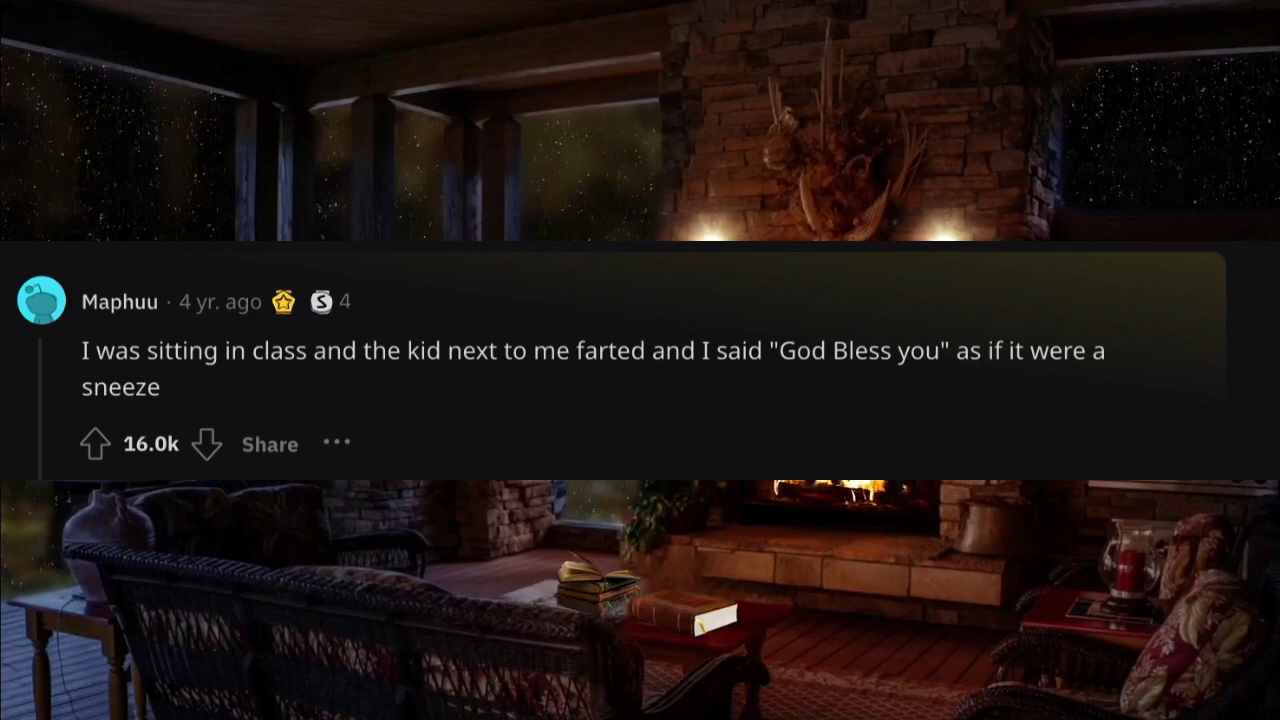 Maphuu · 4 yr. ago S 4
I was sitting in class and the kid next to me farted and I said "God Bless you" as if it were a
sneeze
16.0k Share ···